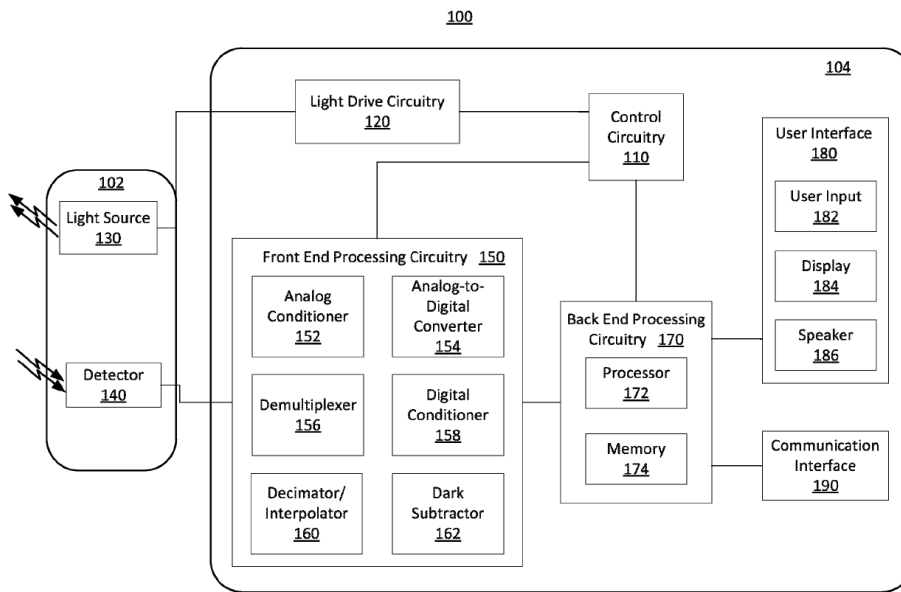 100
104
Light Drive Circuitry
120
Control
Circuitry
110
User Interface
180
User Input
182
Display
184
Speaker
186
102
Light Source
130
Detector
140
Front End Processing Circuitry 150
Analog
Conditioner
152
Analog-to-
Digital
Converter
154
Demultiplexer
156
Digital
Conditioner
158
Decimator/
Interpolator
160
Dark
Subtractor
162
Back End Processing
Circuitry 170
Processor
172
Memory
174
Communication
Interface
190